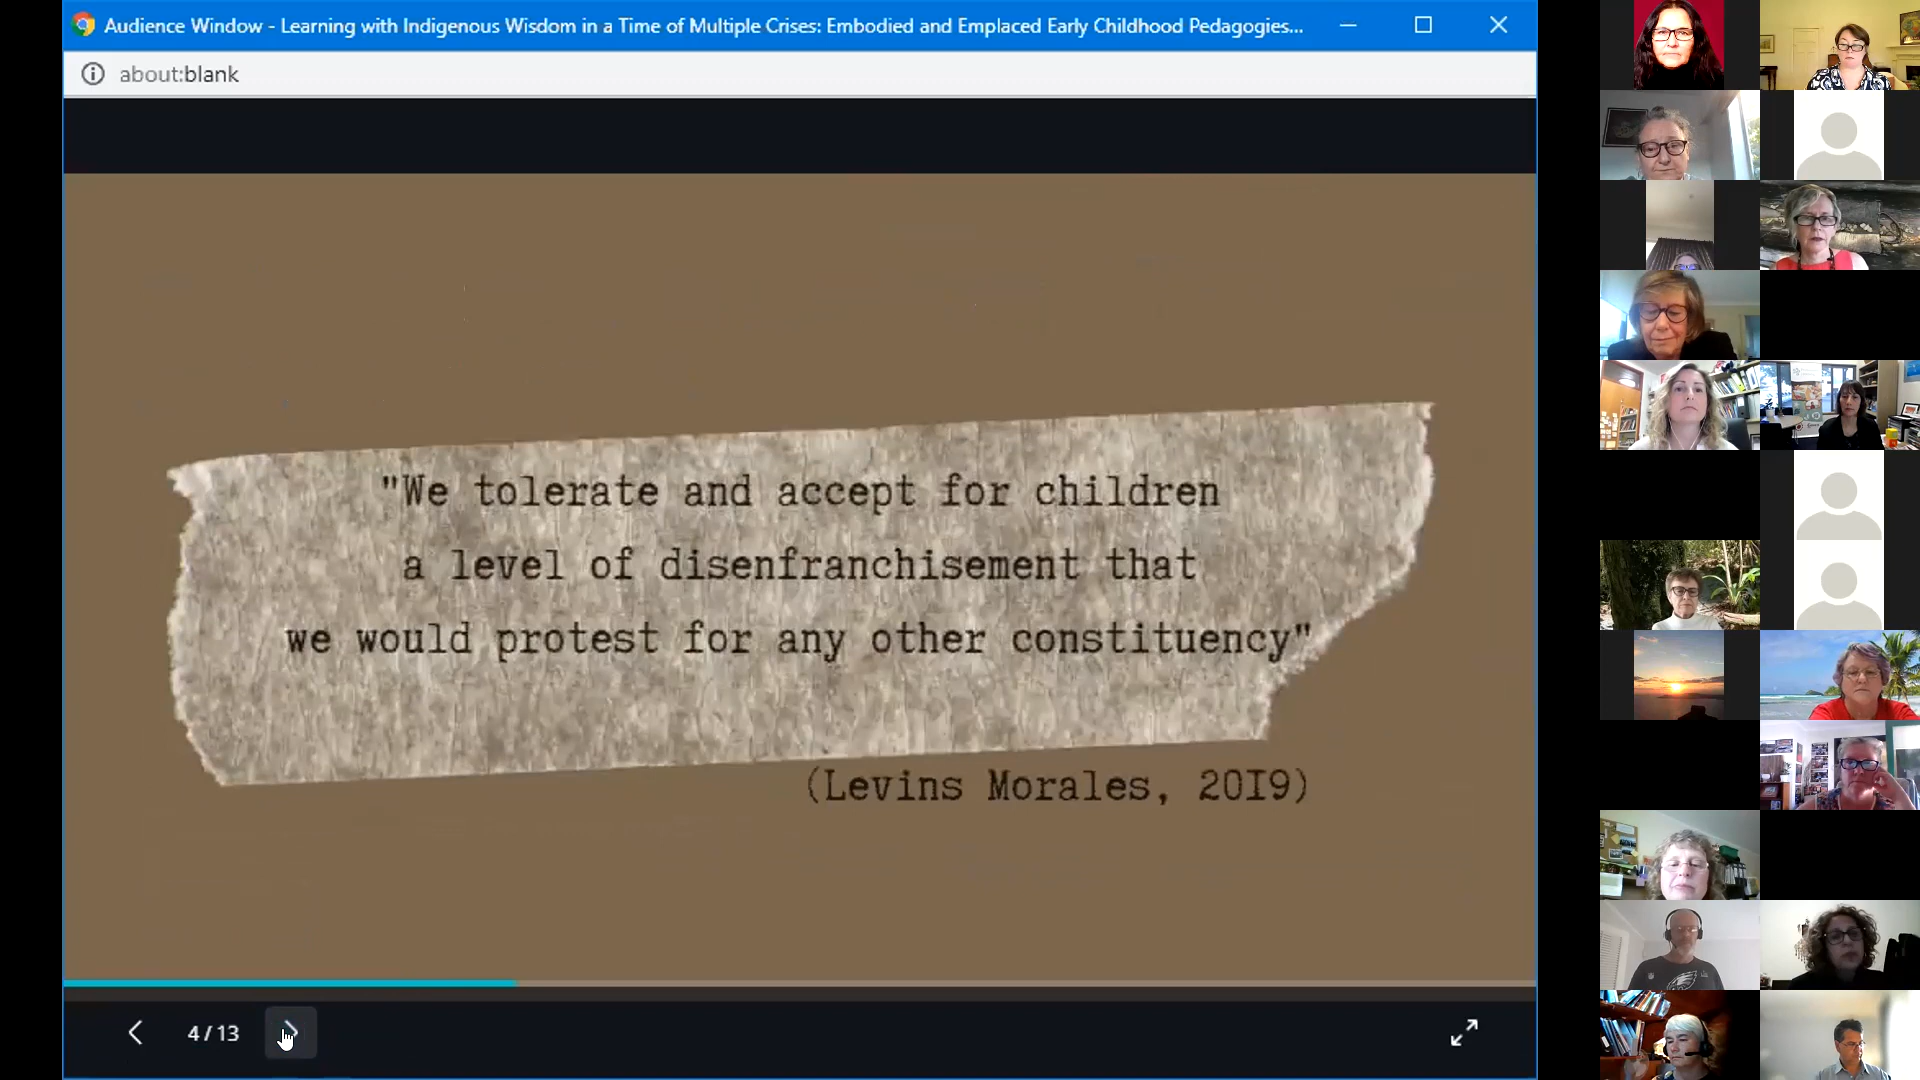 Audience Window - Learning with Indigenous Wisdom in a Time of Multiple Crises: Embodied and Emplaced Early Childhood Pedagogies...
about:blank
"We tolerate and accept for children
a level of disenfranchisement that
we would protest for any other constituency"
(Levins Morales, 2019)
4 / 13